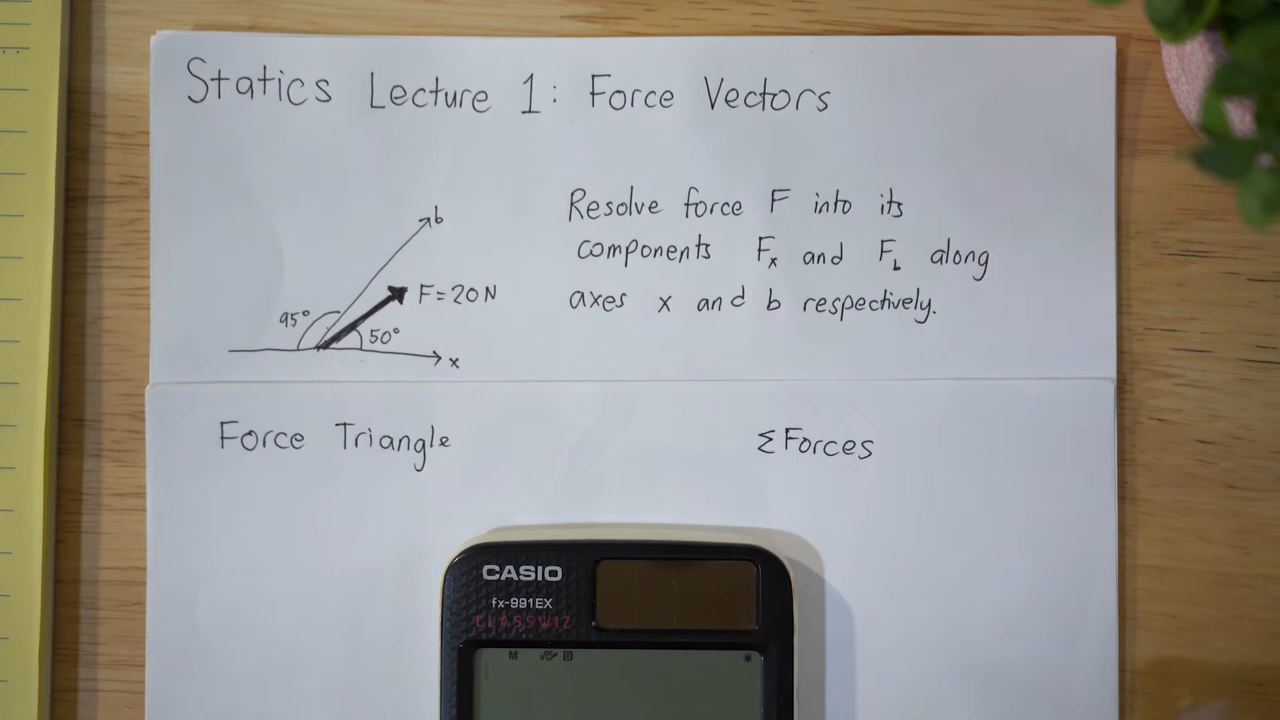 Statics Lecture 1: Force Vectors
b
F=20N
95°
50°
x
Resolve force F into its
components Fx and Fb along
axes x and b respectively.
Force Triangle
ΣForces
CASIO
fx-991EX
CLASSWIZ
M √ D